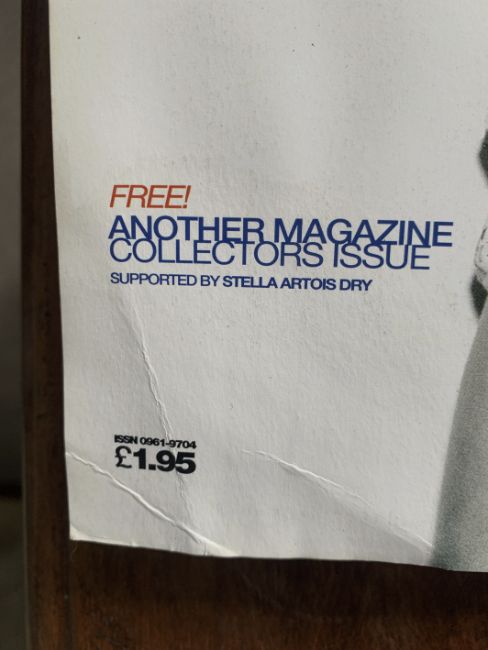 FREE!
ANOTHER MAGAZINE
COLLECTORS ISSUE
SUPPORTED BY STELLA ARTOIS DRY
ISSN 0961-9704
£1.95